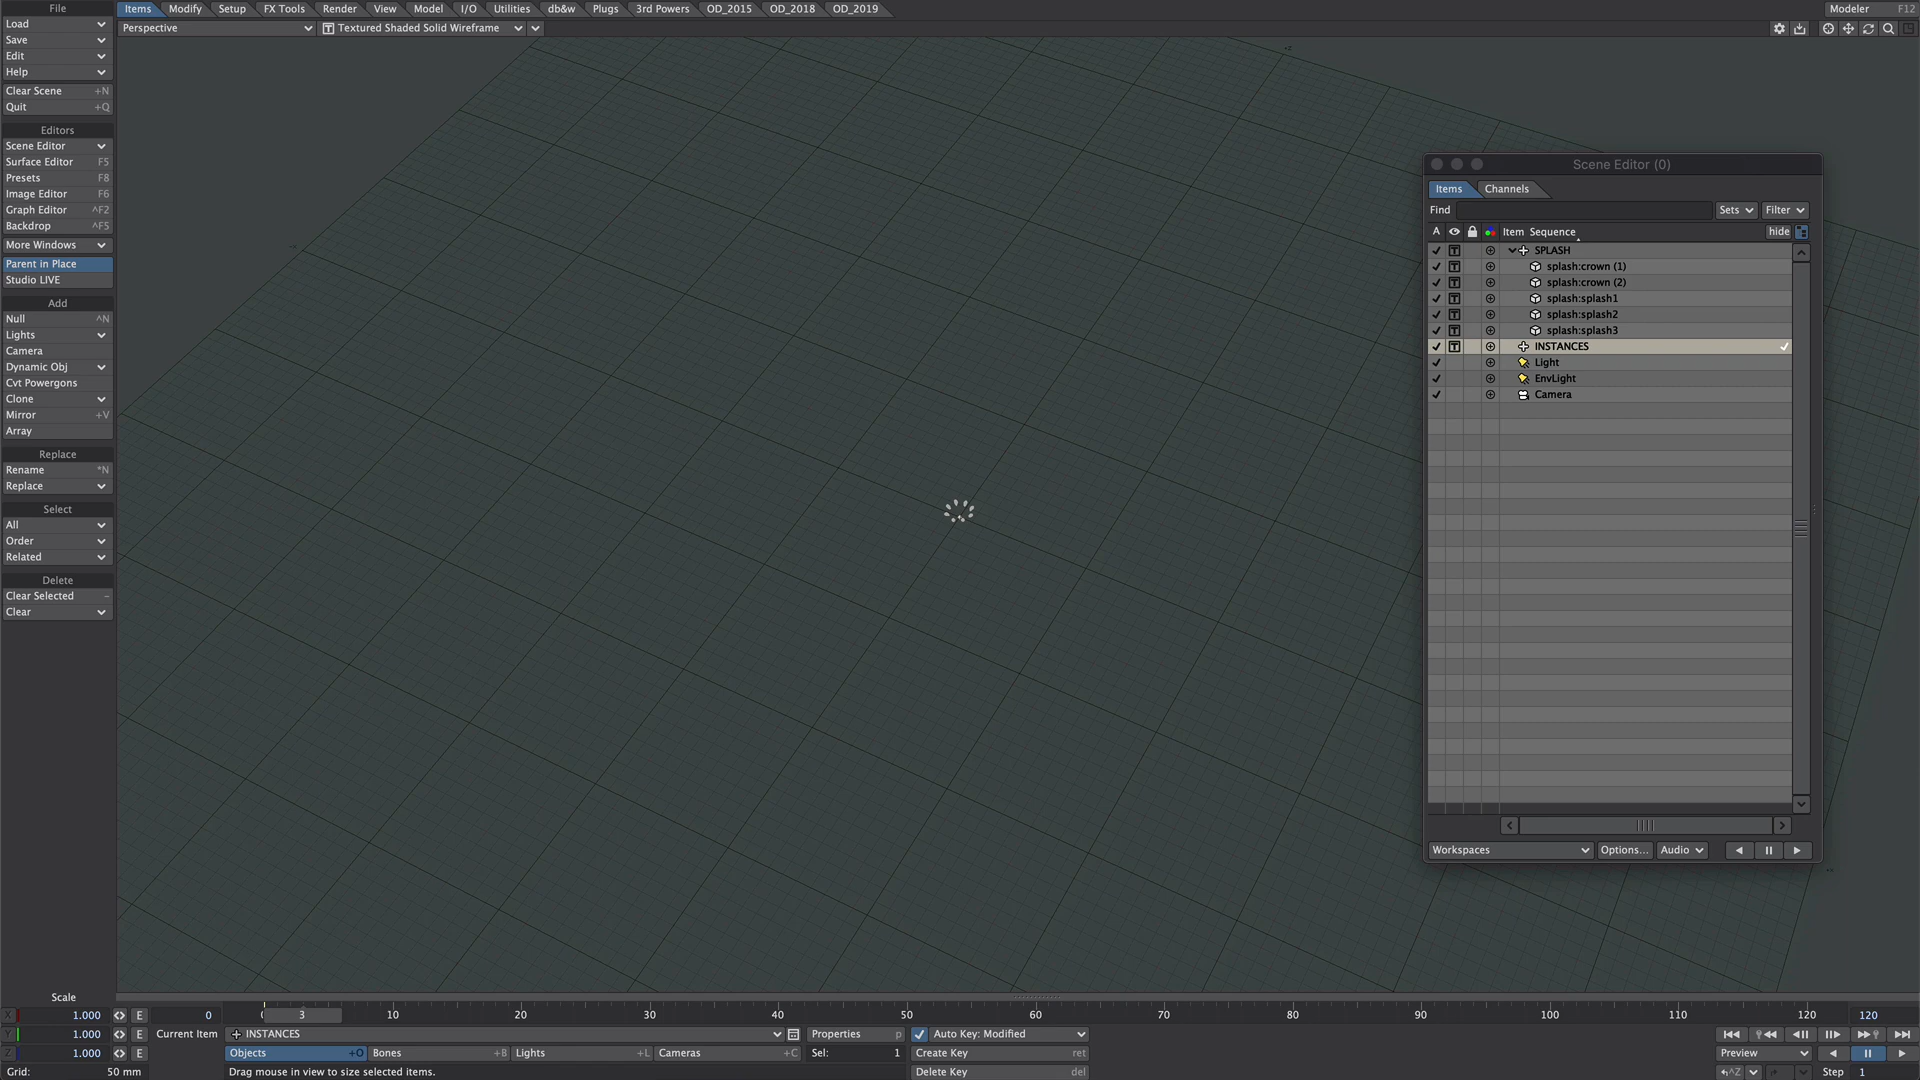 File
Items Modify Setup FX Tools Render View Model I/O Utilities db&w Plugs 3rd Powers OD_2015 OD_2018 OD_2019
Modeler F12
Load
Save
Edit
Help
Clear Scene +N
Quit +Q
Perspective
Textured Shaded Solid Wireframe
Editors
Scene Editor
Surface Editor F5
Presets F8
Image Editor F6
Graph Editor ^F2
Backdrop ^F5
More Windows
Parent in Place
Studio LIVE
Add
Null ^N
Lights
Camera
Dynamic Obj
Cvt Powergons
Clone
Mirror +V
Array
Replace
Rename *N
Replace
Select
All
Order
Related
Delete
Clear Selected –
Clear
Scene Editor (0)
Items Channels
Find Sets Filter
A Item Sequence hide
SPLASH
splash:crown (1)
splash:crown (2)
splash:splash1
splash:splash2
splash:splash3
INSTANCES
Light
EnvLight
Camera
Workspaces Options... Audio
Scale
X 1.000 E 0
3 10 20 30 40 50 60 70 80 90 100 110 120 120
Y 1.000 E Current Item INSTANCES Properties p Auto Key: Modified
Z 1.000 E Objects +O Bones +B Lights +L Cameras +C Sel: 1 Create Key ret Preview
Grid: 50 mm Drag mouse in view to size selected items. Delete Key del ^Z Step 1